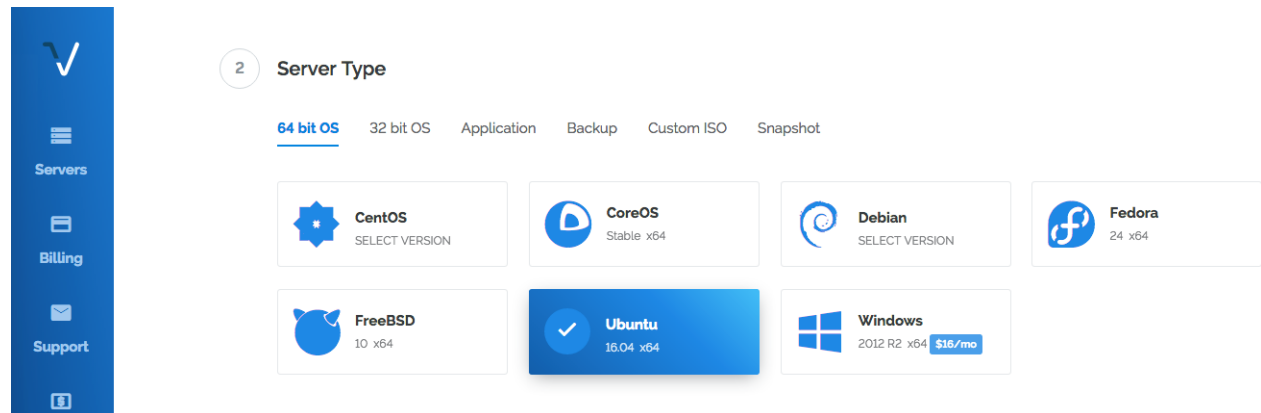 2 Server Type
64 bit OS 32 bit OS Application Backup Custom ISO Snapshot
CentOS
SELECT VERSION
CoreOS
Stable x64
Debian
SELECT VERSION
Fedora
24 x64
FreeBSD
10 x64
Ubuntu
16.04 x64
Windows
2012 R2 x64 $16/mo
Servers
Billing
Support